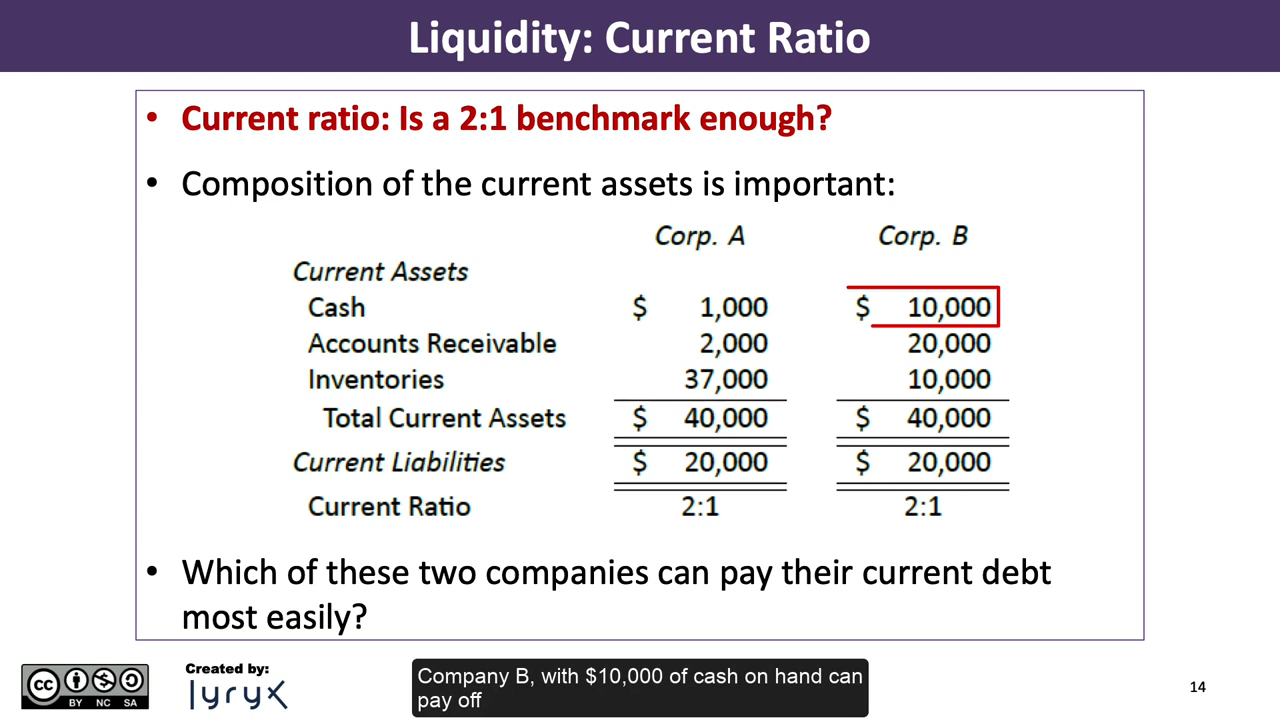 Liquidity: Current Ratio
• Current ratio: Is a 2:1 benchmark enough?
• Composition of the current assets is important:
Corp. A Corp. B
Current Assets
Cash $ 1,000 $ 10,000
Accounts Receivable 2,000 20,000
Inventories 37,000 10,000
Total Current Assets $ 40,000 $ 40,000
Current Liabilities $ 20,000 $ 20,000
Current Ratio 2:1 2:1
• Which of these two companies can pay their current debt
most easily?
cc BY NC SA
Created by:
lyryx
Company B, with $10,000 of cash on hand can
pay off
14